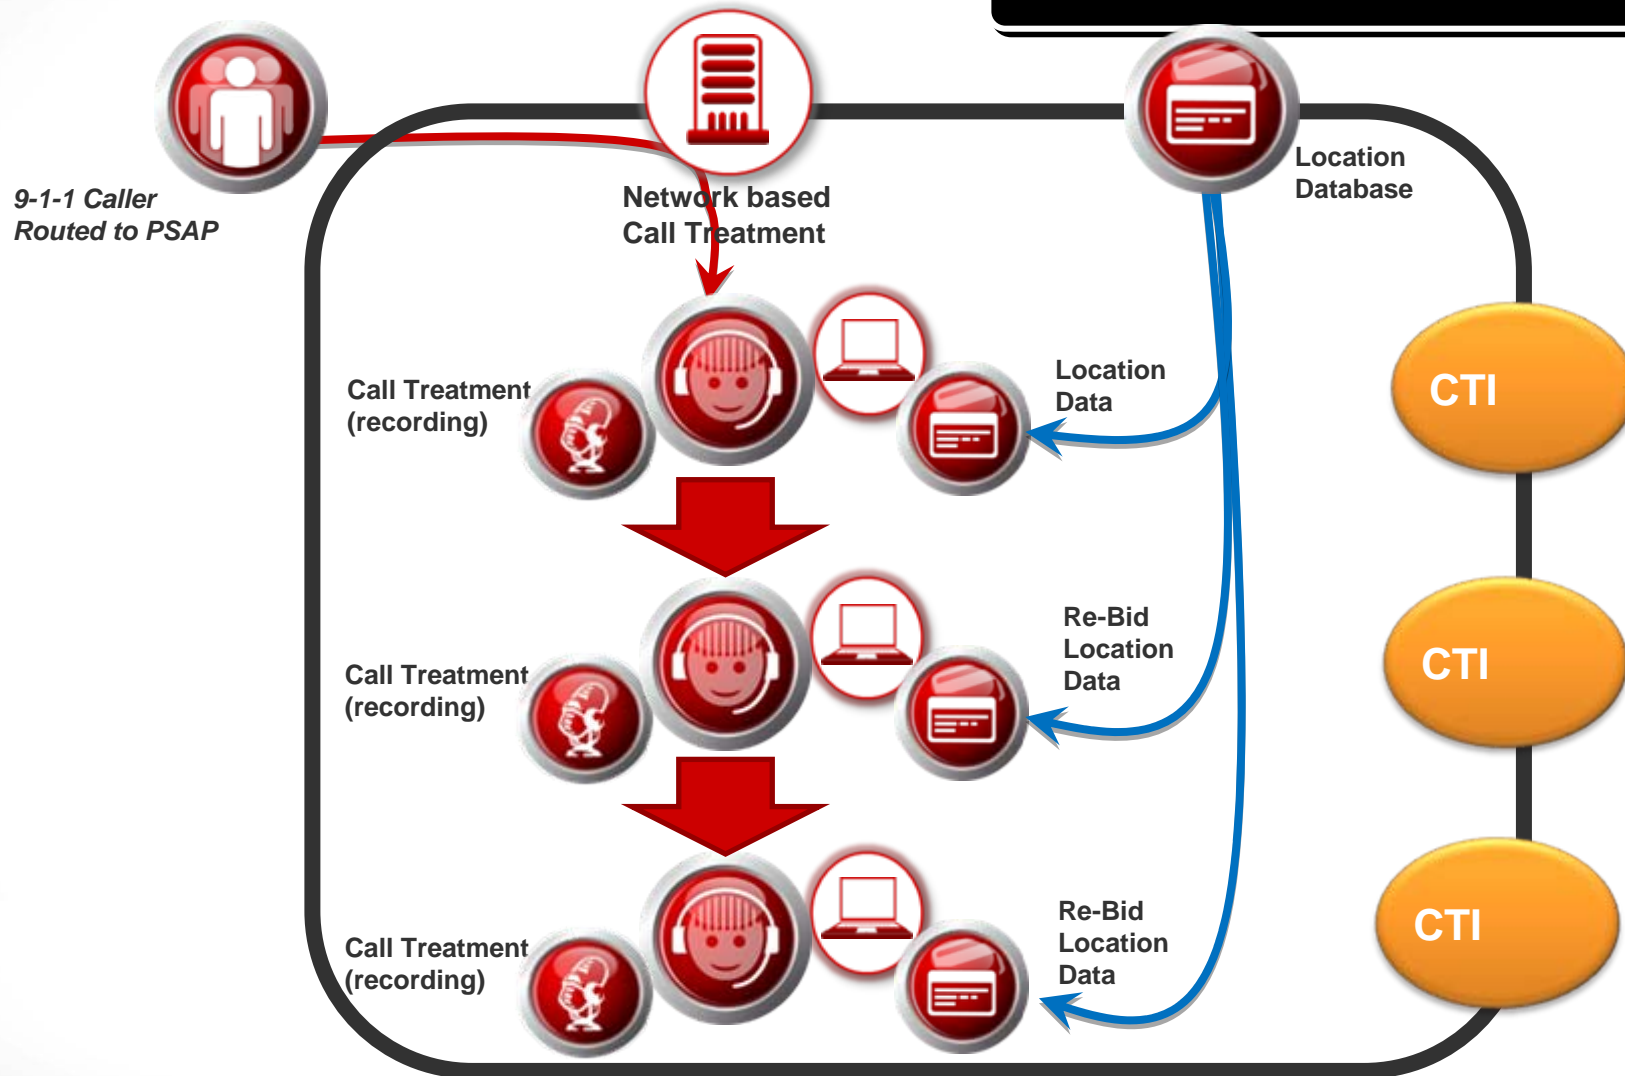 9-1-1 Caller
Routed to PSAP
Network based
Call Treatment
Location
Database
Call Treatment
(recording)
Location
Data
CTI
Call Treatment
(recording)
Re-Bid
Location
Data
CTI
Call Treatment
(recording)
Re-Bid
Location
Data
CTI